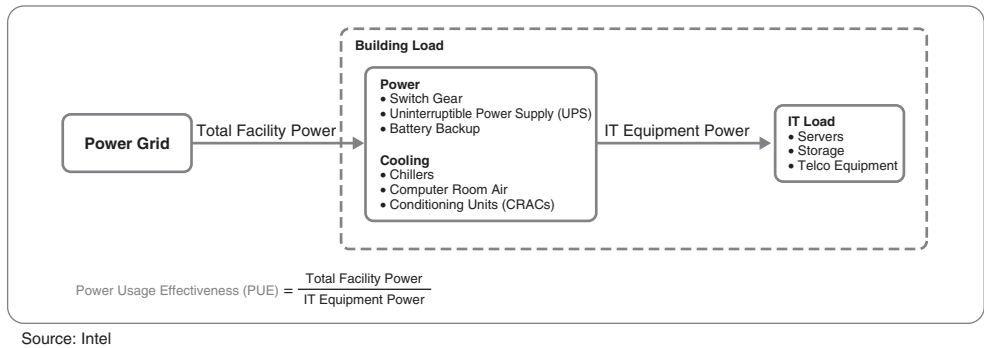 Building Load
Power
• Switch Gear
• Uninterruptible Power Supply (UPS)
• Battery Backup
Cooling
• Chillers
• Computer Room Air
• Conditioning Units (CRACs)
Power Grid
Total Facility Power
IT Equipment Power
IT Load
• Servers
• Storage
• Telco Equipment
Power Usage Effectiveness (PUE) = Total Facility Power
IT Equipment Power
Source: Intel